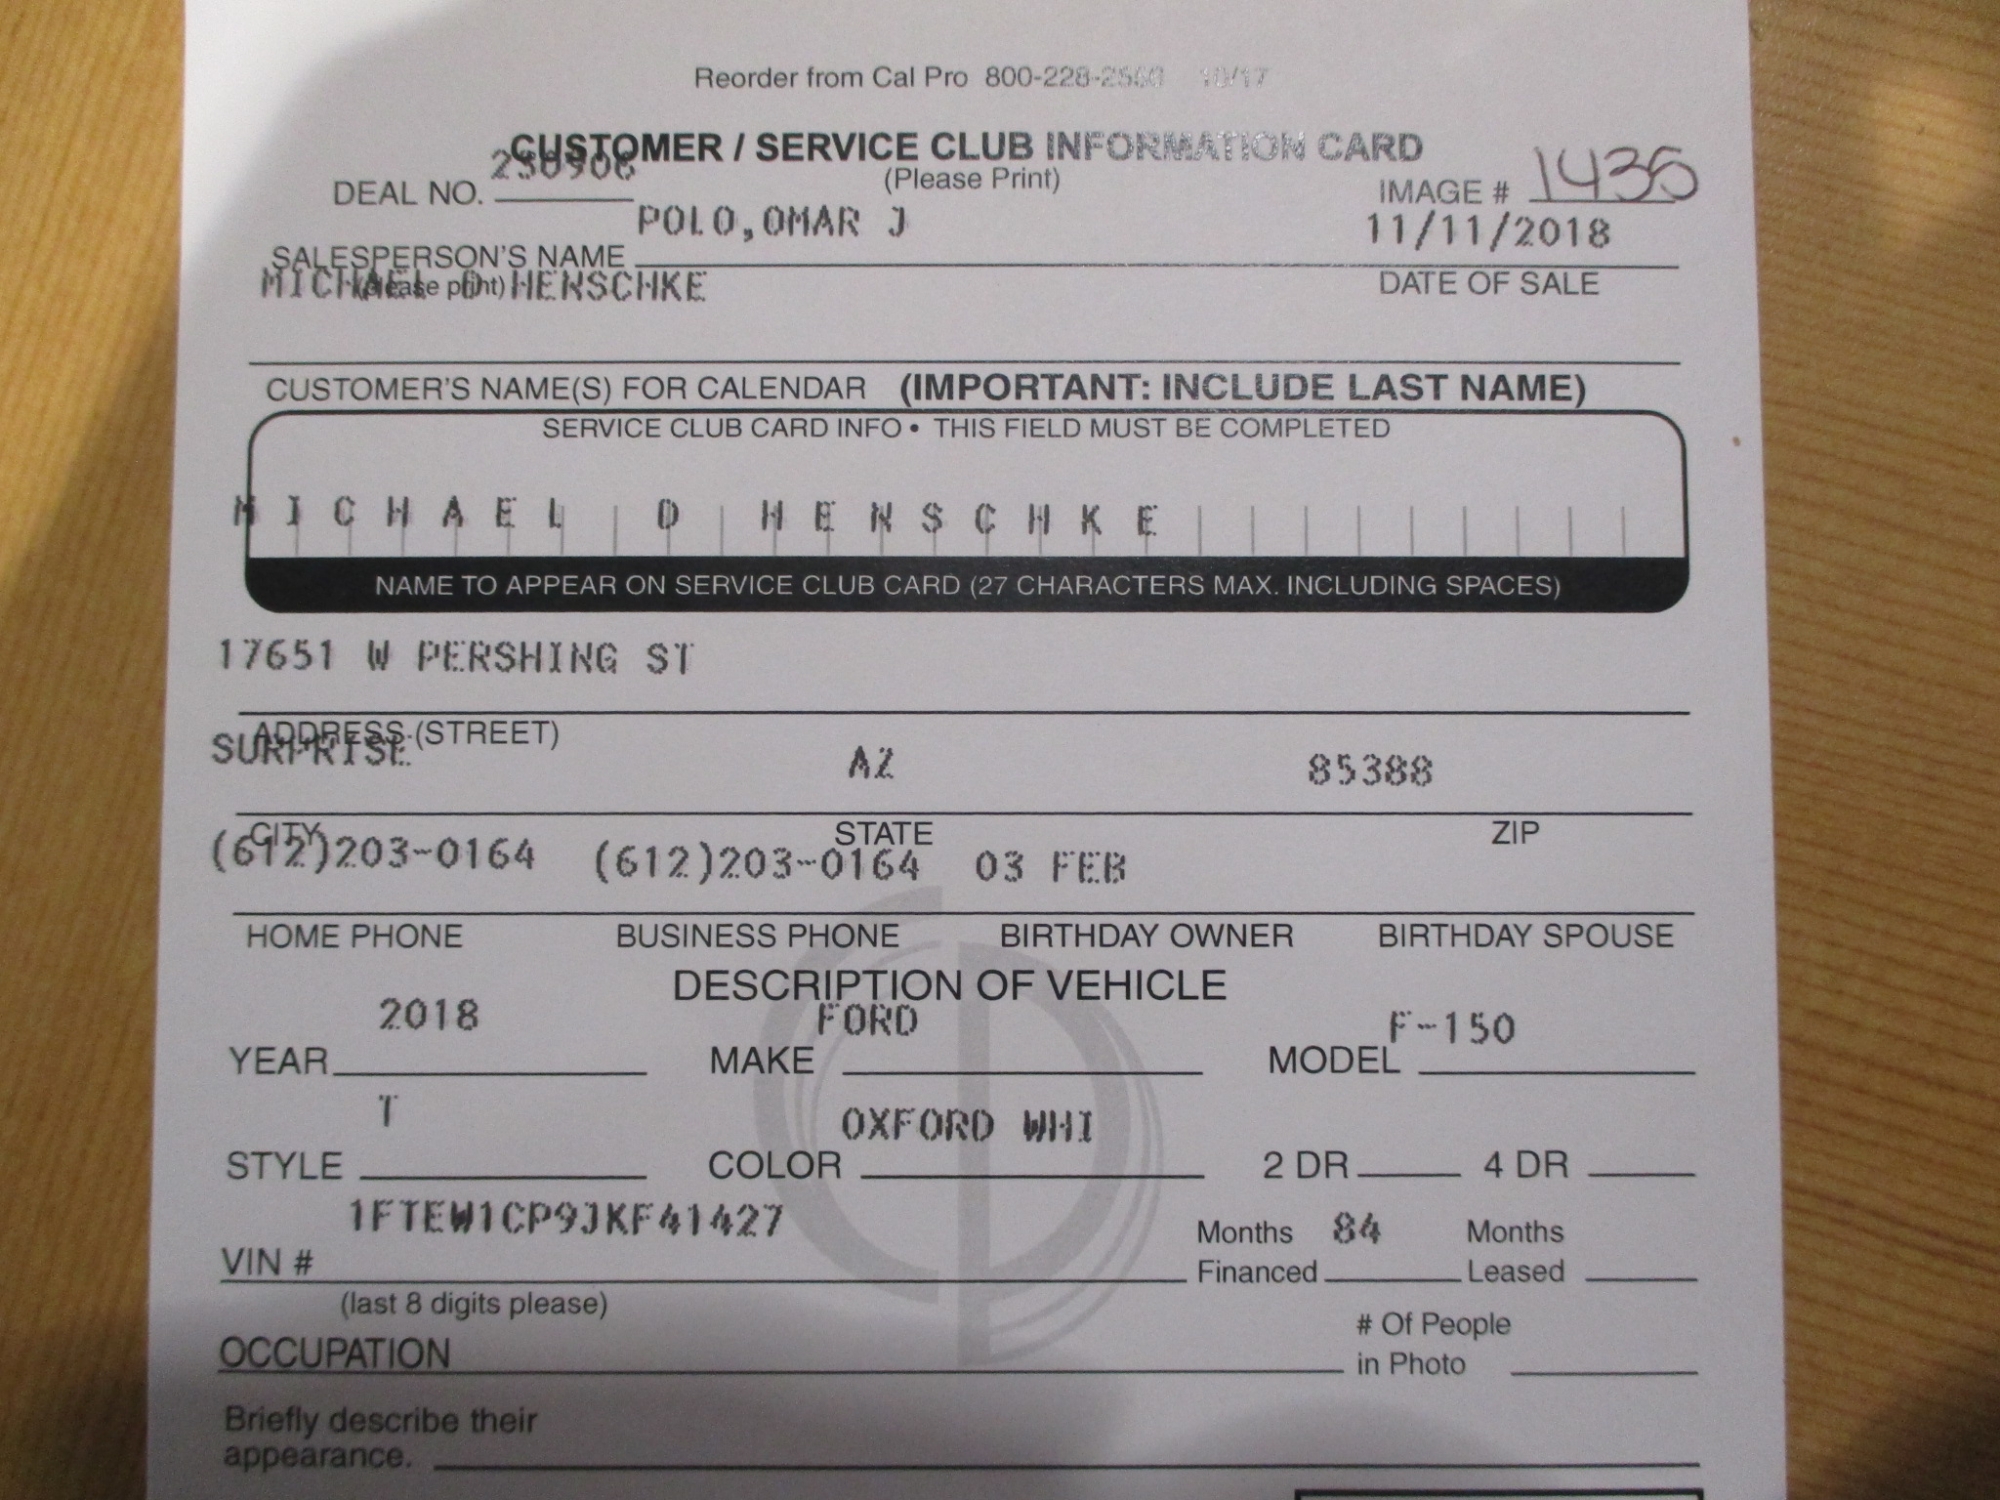 Reorder from Cal Pro 800-228-2560 10/17
CUSTOMER / SERVICE CLUB INFORMATION CARD
(Please Print)
DEAL NO. 230906
IMAGE # 1435
POLO,OMAR J
11/11/2018
SALESPERSON'S NAME
(please print)
DATE OF SALE
MICHAEL D HENSCHKE
CUSTOMER'S NAME(S) FOR CALENDAR (IMPORTANT: INCLUDE LAST NAME)
SERVICE CLUB CARD INFO • THIS FIELD MUST BE COMPLETED
MICHAEL D HENSCHKE
NAME TO APPEAR ON SERVICE CLUB CARD (27 CHARACTERS MAX. INCLUDING SPACES)
17651 W PERSHING ST
ADDRESS (STREET)
SURPRISE AZ 85388
CITY STATE ZIP
(612)203-0164 (612)203-0164 03 FEB
HOME PHONE BUSINESS PHONE BIRTHDAY OWNER BIRTHDAY SPOUSE
DESCRIPTION OF VEHICLE
2018 FORD F-150
YEAR MAKE MODEL
T OXFORD WHI
STYLE COLOR 2 DR 4 DR
1FTEW1CP9JKF41427
VIN #
(last 8 digits please)
Months Financed 84
Months Leased
OCCUPATION
# Of People
in Photo
Briefly describe their
appearance.